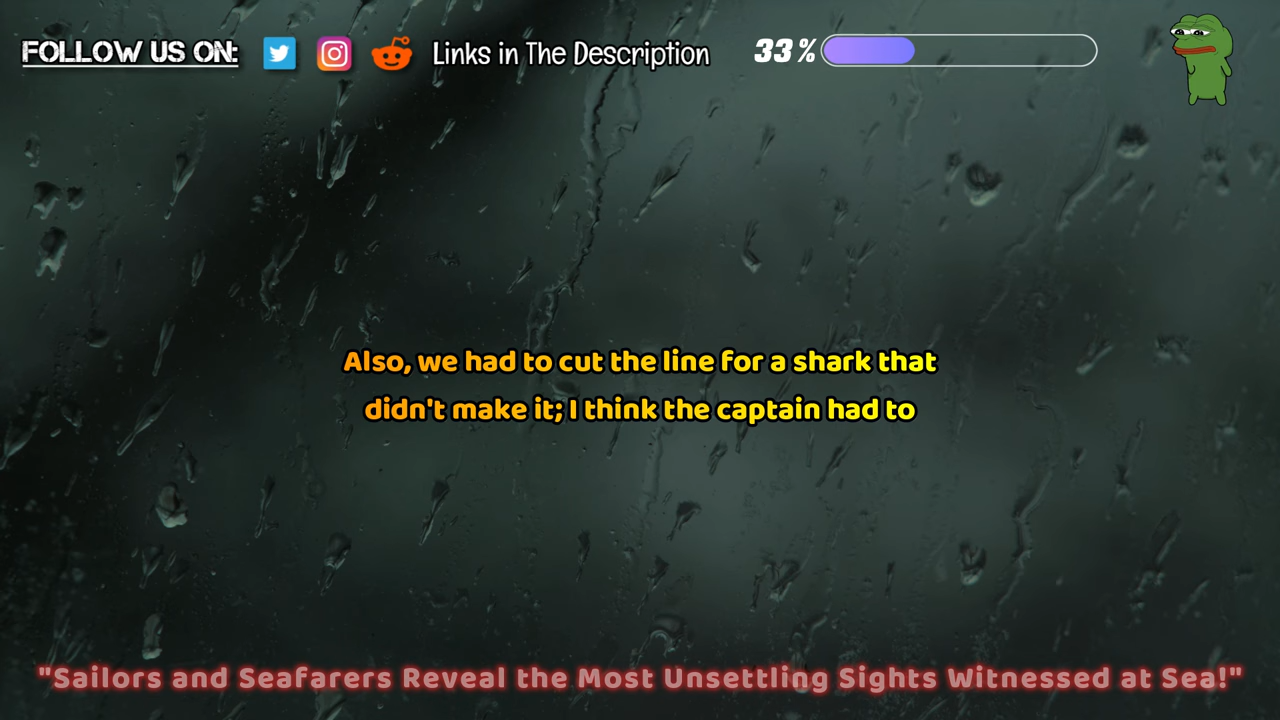 FOLLOW US ON: Links in The Description 33%
Also, we had to cut the line for a shark that
didn't make it; I think the captain had to
"Sailors and Seafarers Reveal the Most Unsettling Sights Witnessed at Sea!"